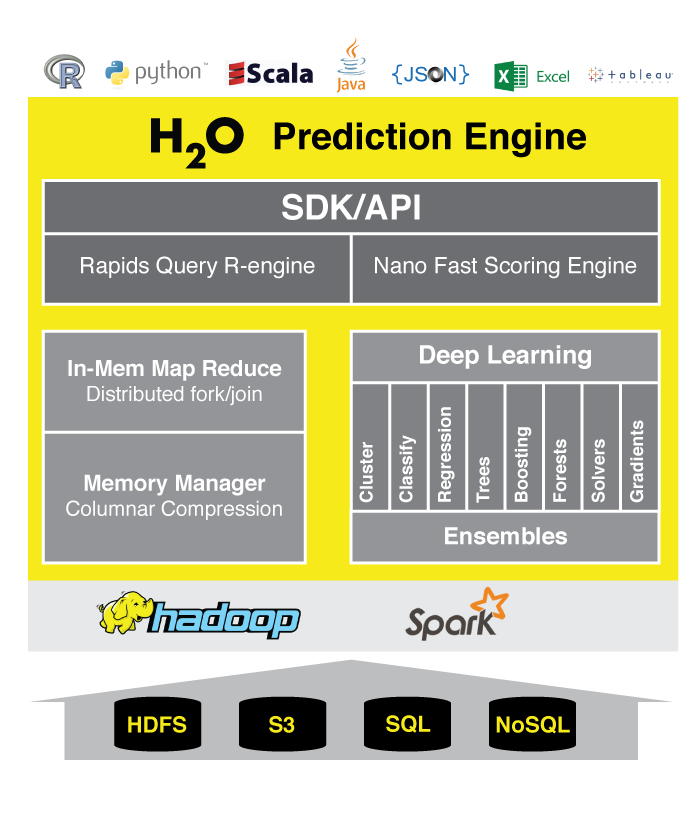 R python™ Scala Java {JSON} Excel +ableau
H2O Prediction Engine
SDK/API
Rapids Query R-engine
Nano Fast Scoring Engine
In-Mem Map Reduce
Distributed fork/join
Memory Manager
Columnar Compression
Deep Learning
Cluster
Classify
Regression
Trees
Boosting
Forests
Solvers
Gradients
Ensembles
hadoop
Spark
HDFS
S3
SQL
NoSQL